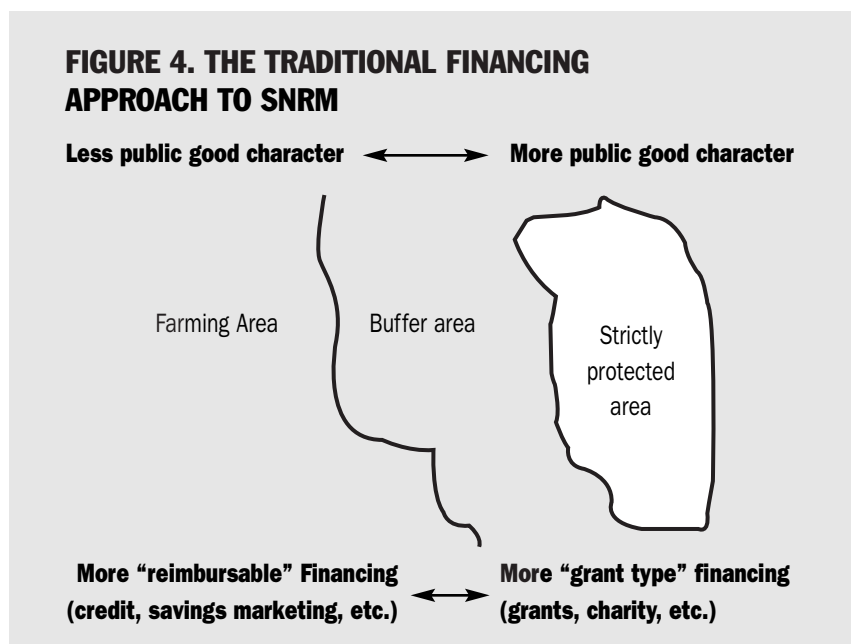 FIGURE 4. THE TRADITIONAL FINANCING
APPROACH TO SNRM
Less public good character
More public good character
Farming Area
Buffer area
Strictly
protected
area
More “reimbursable” Financing
(credit, savings marketing, etc.)
More “grant type” financing
(grants, charity, etc.)